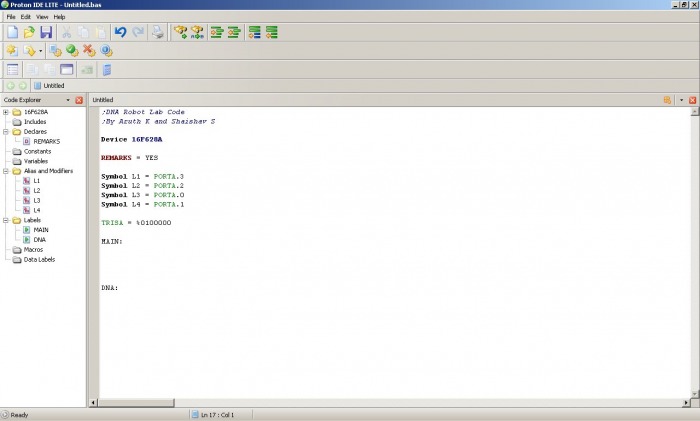 Proton IDE LITE - Untitled.bas
File Edit View Help
Untitled
Code Explorer
Untitled
16F628A
Includes
Declares
REMARKS
Constants
Variables
Alias and Modifiers
L1
L2
L3
L4
Labels
MAIN
DNA
Macros
Data Labels
;DNA Robot Lab Code
;By Aruth K and Shaishav S
Device 16F628A
REMARKS = YES
Symbol L1 = PORTA.3
Symbol L2 = PORTA.2
Symbol L3 = PORTA.0
Symbol L4 = PORTA.1
TRISA = %0100000
MAIN:
DNA:
Ready
Ln 17 : Col 1